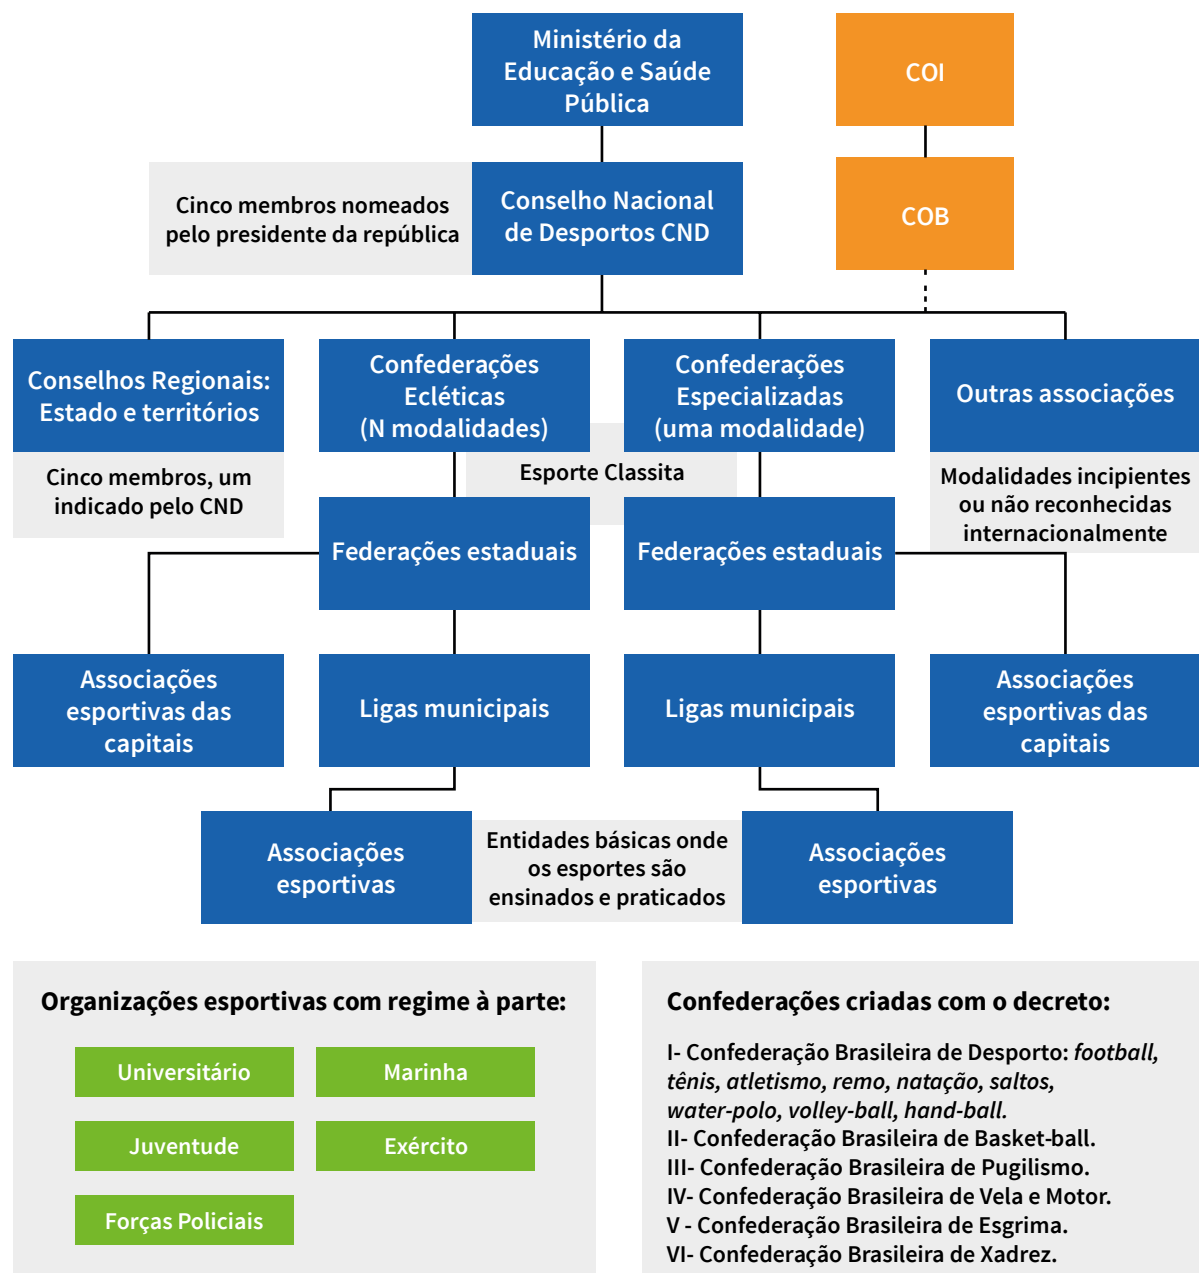 Ministério da
Educação e Saúde
Pública
COI
Cinco membros nomeados
pelo presidente da república
Conselho Nacional
de Desportos CND
COB
Conselhos Regionais:
Estado e territórios
Confederações
Ecléticas
(N modalidades)
Confederações
Especializadas
(uma modalidade)
Outras associações
Cinco membros, um
indicado pelo CND
Esporte Classita
Modalidades incipientes
ou não reconhecidas
internacionalmente
Federações estaduais
Federações estaduais
Associações
esportivas das
capitais
Ligas municipais
Ligas municipais
Associações
esportivas das
capitais
Associações
esportivas
Entidades básicas onde
os esportes são
ensinados e praticados
Associações
esportivas
Organizações esportivas com regime à parte:
Universitário
Marinha
Juventude
Exército
Forças Policiais
Confederações criadas com o decreto:
I- Confederação Brasileira de Desporto: football,
tênis, atletismo, remo, natação, saltos,
water-polo, volley-ball, hand-ball.
II- Confederação Brasileira de Basket-ball.
III- Confederação Brasileira de Pugilismo.
IV- Confederação Brasileira de Vela e Motor.
V - Confederação Brasileira de Esgrima.
VI- Confederação Brasileira de Xadrez.